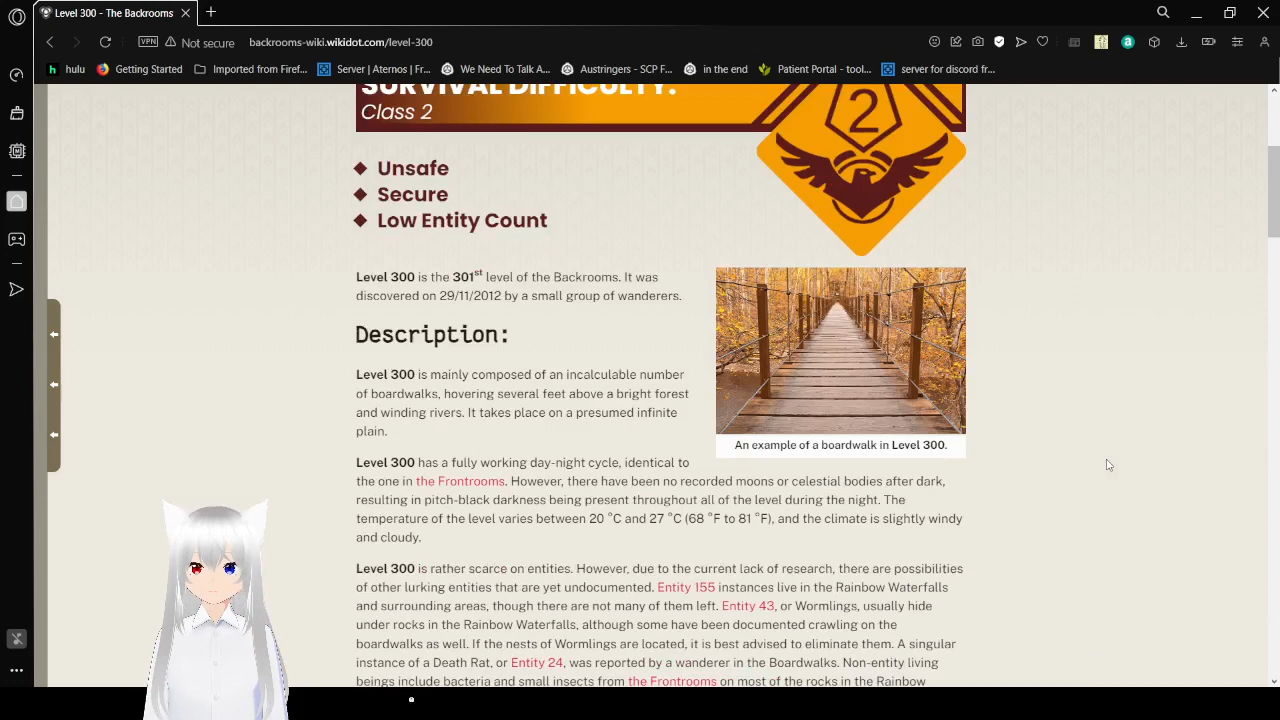 Level 300 - The Backrooms
VPN
Not secure
backrooms-wiki.wikidot.com/level-300
hulu
Getting Started
Imported from Firef...
Server | Aternos | Fr...
We Need To Talk A...
Austringers - SCP F...
in the end
Patient Portal - tool...
server for discord fr...
SURVIVAL DIFFICULTY:
Class 2
2
Unsafe
Secure
Low Entity Count
Level 300 is the 301st level of the Backrooms. It was
discovered on 29/11/2012 by a small group of wanderers.
Description:
Level 300 is mainly composed of an incalculable number
of boardwalks, hovering several feet above a bright forest
and winding rivers. It takes place on a presumed infinite
plain.
An example of a boardwalk in Level 300.
Level 300 has a fully working day-night cycle, identical to
the one in the Frontrooms. However, there have been no recorded moons or celestial bodies after dark,
resulting in pitch-black darkness being present throughout all of the level during the night. The
temperature of the level varies between 20 °C and 27 °C (68 °F to 81 °F), and the climate is slightly windy
and cloudy.
Level 300 is rather scarce on entities. However, due to the current lack of research, there are possibilities
of other lurking entities that are yet undocumented. Entity 155 instances live in the Rainbow Waterfalls
and surrounding areas, though there are not many of them left. Entity 43, or Wormlings, usually hide
under rocks in the Rainbow Waterfalls, although some have been documented crawling on the
boardwalks as well. If the nests of Wormlings are located, it is best advised to eliminate them. A singular
instance of a Death Rat, or Entity 24, was reported by a wanderer in the Boardwalks. Non-entity living
beings include bacteria and small insects from the Frontrooms on most of the rocks in the Rainbow